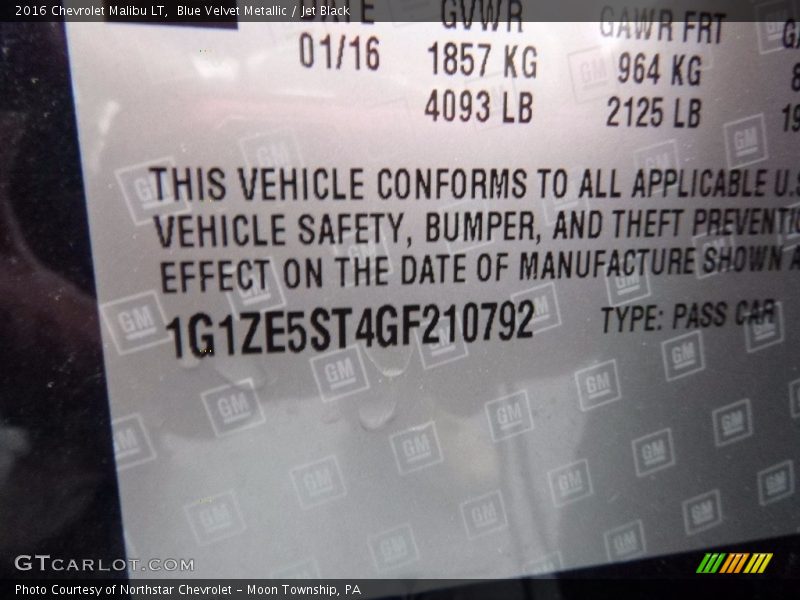 2016 Chevrolet Malibu LT, Blue Velvet Metallic / Jet Black
GVWR GAWR FRT
01/16 1857 KG 964 KG
4093 LB 2125 LB
THIS VEHICLE CONFORMS TO ALL APPLICABLE U.S
VEHICLE SAFETY, BUMPER, AND THEFT PREVENTI
EFFECT ON THE DATE OF MANUFACTURE SHOWN A
1G1ZE5ST4GF210792 TYPE: PASS CAR
GM
GTCARLOT.COM
Photo Courtesy of Northstar Chevrolet – Moon Township, PA